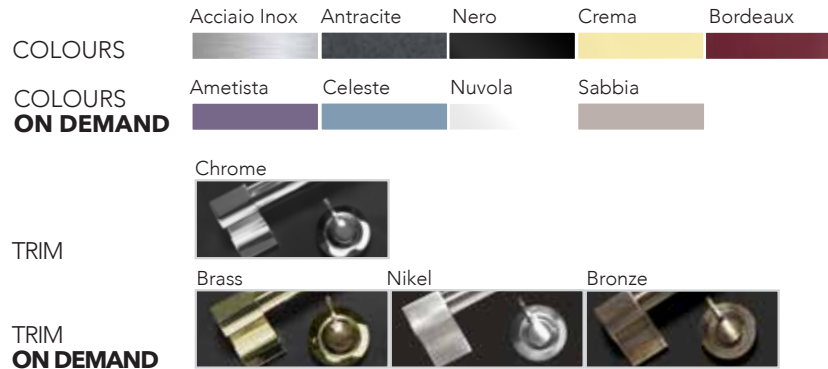 Acciaio Inox Antracite Nero Crema Bordeaux
COLOURS
Ametista Celeste Nuvola Sabbia
COLOURS
ON DEMAND
Chrome
TRIM
Brass Nikel Bronze
TRIM
ON DEMAND